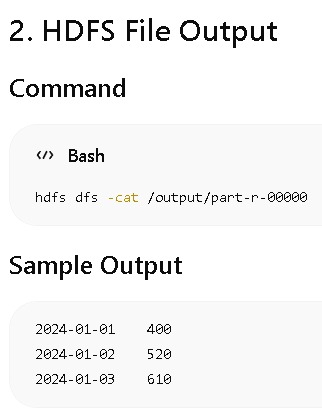 2. HDFS File Output
Command
</> Bash
hdfs dfs -cat /output/part-r-00000
Sample Output
2024-01-01    400
2024-01-02    520
2024-01-03    610